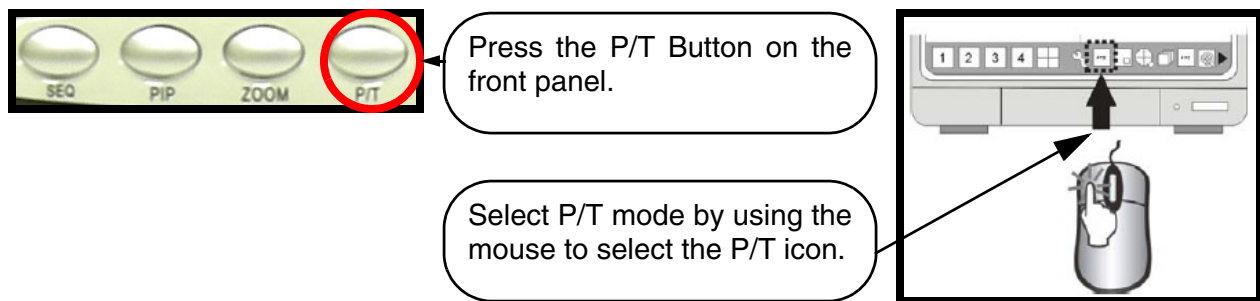 SEQ PIP ZOOM P/T
Press the P/T Button on the
front panel.
1 2 3 4
Select P/T mode by using the
mouse to select the P/T icon.